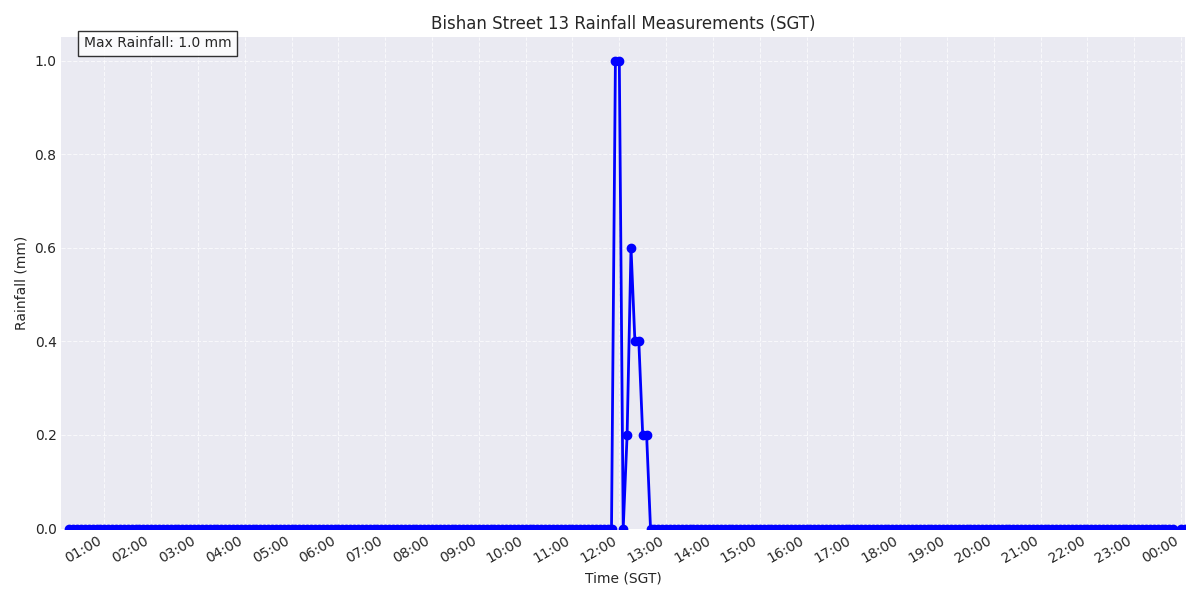 Bishan Street 13 Rainfall Measurements (SGT)
Max Rainfall: 1.0 mm
1.0
0.8
0.6
0.4
0.2
0.0
Rainfall (mm)
01:00 02:00 03:00 04:00 05:00 06:00 07:00 08:00 09:00 10:00 11:00 12:00 13:00 14:00 15:00 16:00 17:00 18:00 19:00 20:00 21:00 22:00 23:00 00:00
Time (SGT)